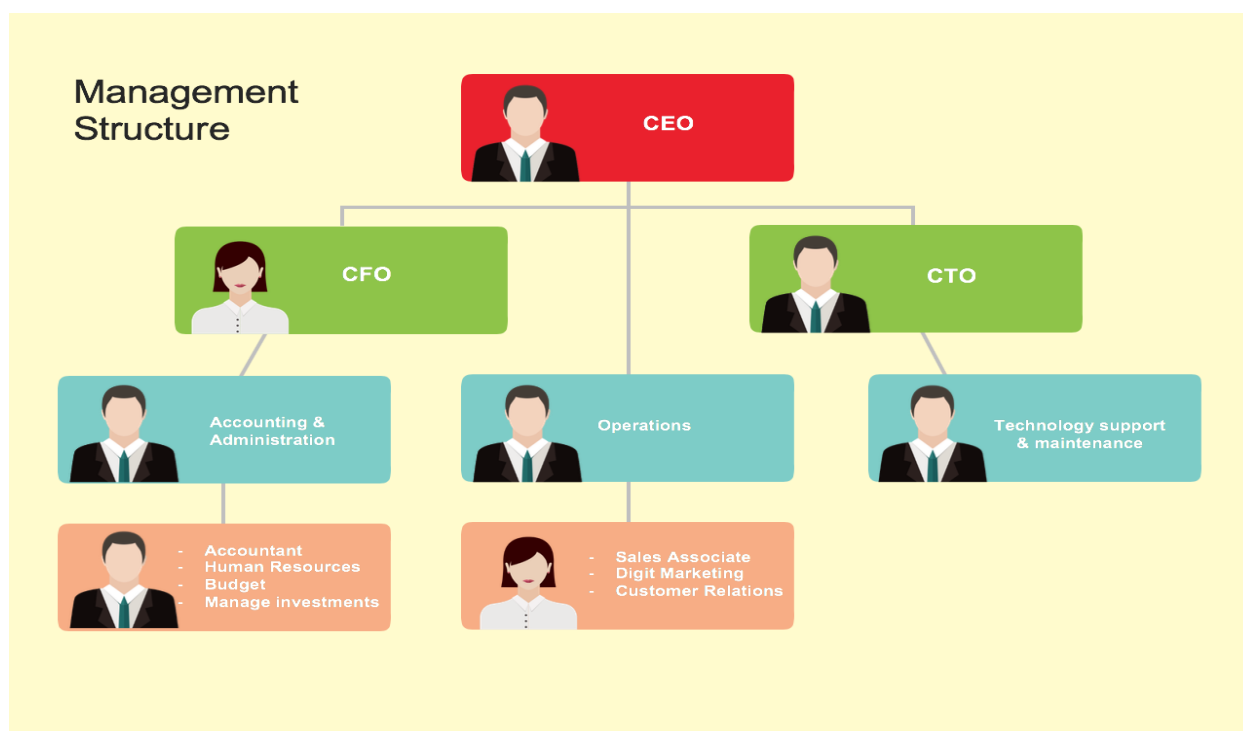 Management
Structure
CEO
CFO
CTO
Accounting &
Administration
Operations
Technology support
& maintenance
- Accountant
- Human Resources
- Budget
- Manage investments
- Sales Associate
- Digit Marketing
- Customer Relations